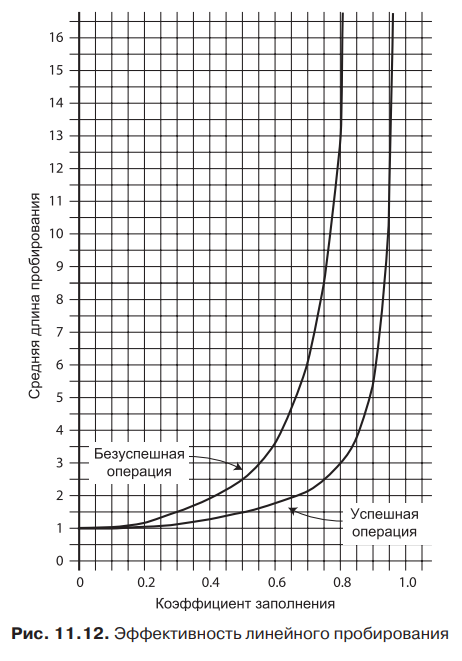 16
15
14
13
12
11
10
9
8
7
6
5
4
3
2
1
0
Средняя длина пробирования
Безуспешная
операция
Успешная
операция
0 0.2 0.4 0.6 0.8 1.0
Коэффициент заполнения
Рис. 11.12. Эффективность линейного пробирования